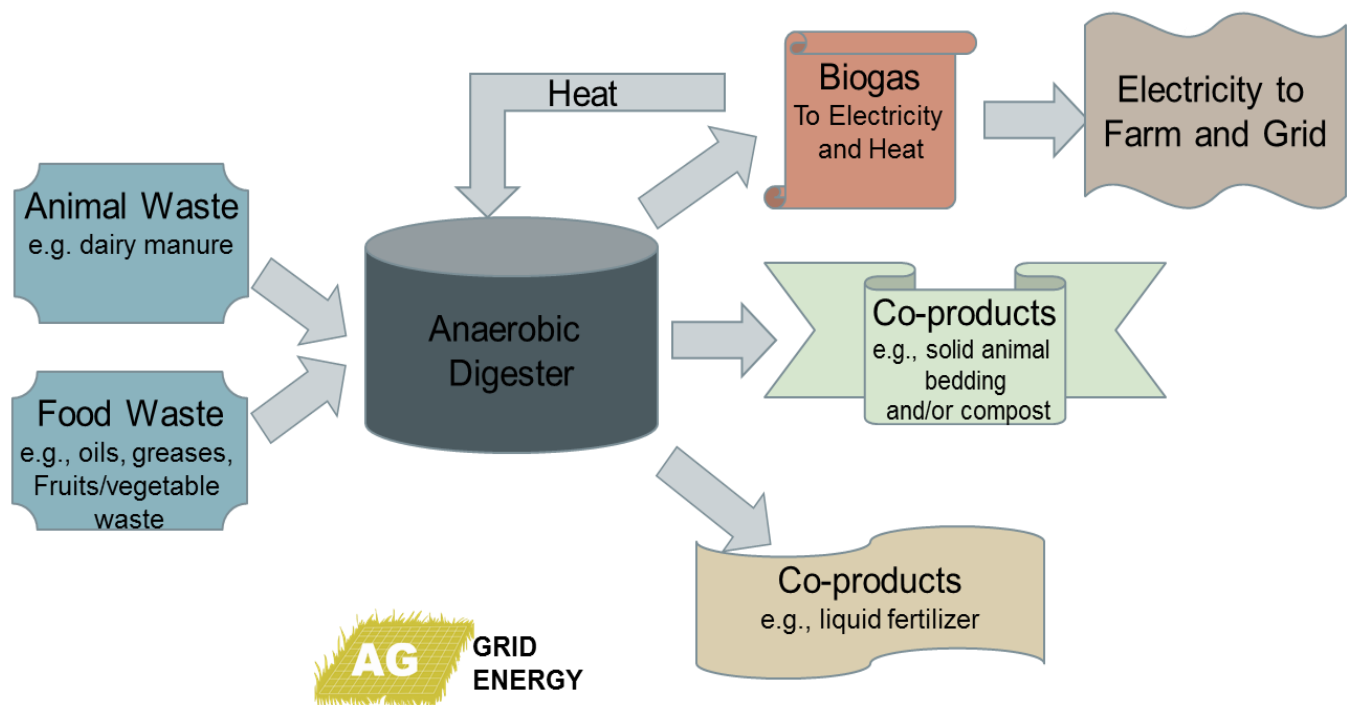 Heat
Biogas
To Electricity
and Heat
Electricity to
Farm and Grid
Animal Waste
e.g. dairy manure
Food Waste
e.g., oils, greases,
Fruits/vegetable
waste
Anaerobic
Digester
Co-products
e.g., solid animal
bedding
and/or compost
Co-products
e.g., liquid fertilizer
AG
GRID
ENERGY